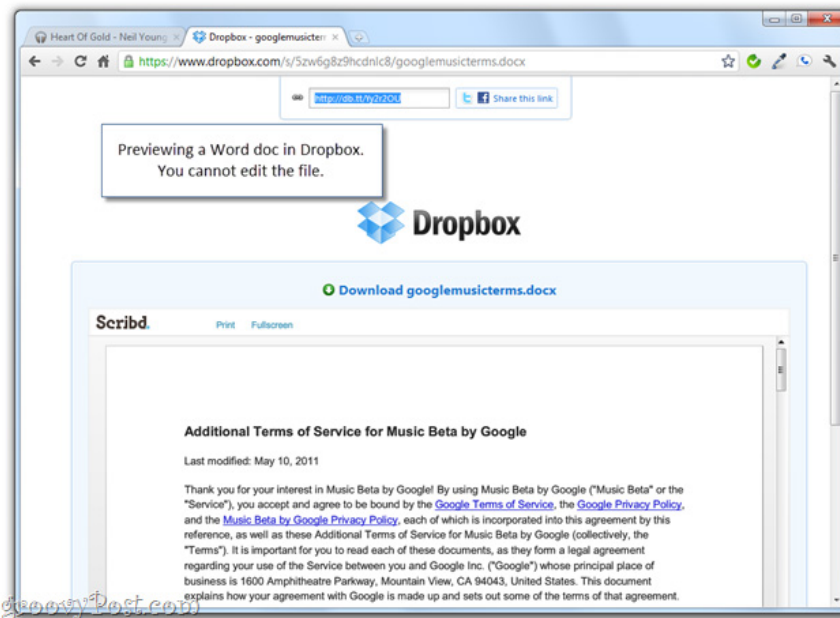 Heart Of Gold - Neil Young
Dropbox - googlemusicterm
https://www.dropbox.com/s/5zw6g8z9hcdnlc8/googlemusicterms.docx
http://db.tt/Yy2r2OU
Share this link
Previewing a Word doc in Dropbox.
You cannot edit the file.
Dropbox
Download googlemusicterms.docx
Scribd.
Print Fullscreen
Additional Terms of Service for Music Beta by Google
Last modified: May 10, 2011
Thank you for your interest in Music Beta by Google! By using Music Beta by Google ("Music Beta" or the
"Service"), you accept and agree to be bound by the Google Terms of Service, the Google Privacy Policy,
and the Music Beta by Google Privacy Policy, each of which is incorporated into this agreement by this
reference, as well as these Additional Terms of Service for Music Beta by Google (collectively, the
"Terms"). It is important for you to read each of these documents, as they form a legal agreement
regarding your use of the Service between you and Google Inc. ("Google") whose principal place of
business is 1600 Amphitheatre Parkway, Mountain View, CA 94043, United States. This document
explains how your agreement with Google is made up and sets out some of the terms of that agreement.
groovyPost.com